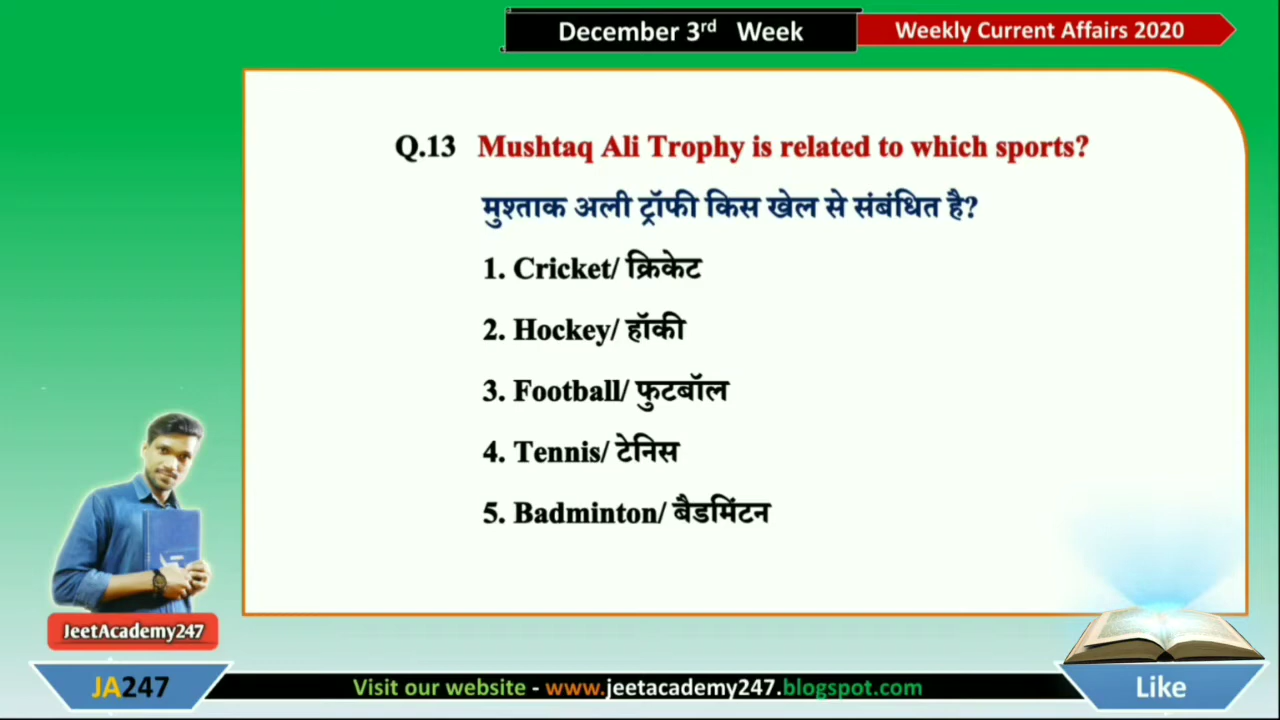 December 3rd Week
Weekly Current Affairs 2020
Q.13 Mushtaq Ali Trophy is related to which sports?
मुश्ताक अली ट्रॉफी किस खेल से संबंधित है?
1. Cricket/ क्रिकेट
2. Hockey/ हॉकी
3. Football/ फुटबॉल
4. Tennis/ टेनिस
5. Badminton/ बैडमिंटन
JeetAcademy247
JA247
Visit our website - www.jeetacademy247.blogspot.com
Like